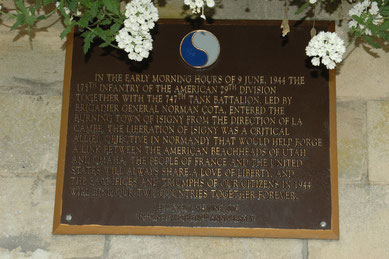 IN THE EARLY MORNING HOURS OF 9 JUNE, 1944 THE
175TH INFANTRY OF THE AMERICAN 29TH DIVISION
TOGETHER WITH THE 747TH TANK BATTALION, LED BY
BRIGADIER GENERAL NORMAN COTA, ENTERED THE
BURNING TOWN OF ISIGNY FROM THE DIRECTION OF LA
CAMBE. THE LIBERATION OF ISIGNY WAS A CRITICAL
ALLIED OBJECTIVE IN NORMANDY THAT WOULD HELP FORGE
A LINK BETWEEN THE AMERICAN BEACHHEADS OF UTAH
AND OMAHA. THE PEOPLE OF FRANCE AND THE UNITED
STATES WILL ALWAYS SHARE A LOVE OF LIBERTY, AND
THE SACRIFICES AND TRIUMPHS OF OUR CITIZENS IN 1944
WILL BIND OUR TWO COUNTRIES TOGETHER FOREVER.